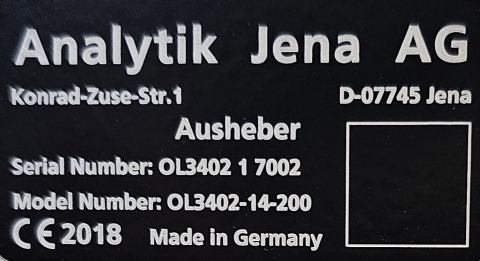 Analytik Jena AG
Konrad-Zuse-Str.1 D-07745 Jena
Ausheber
Serial Number: OL3402 1 7002
Model Number: OL3402-14-200
CE 2018 Made in Germany